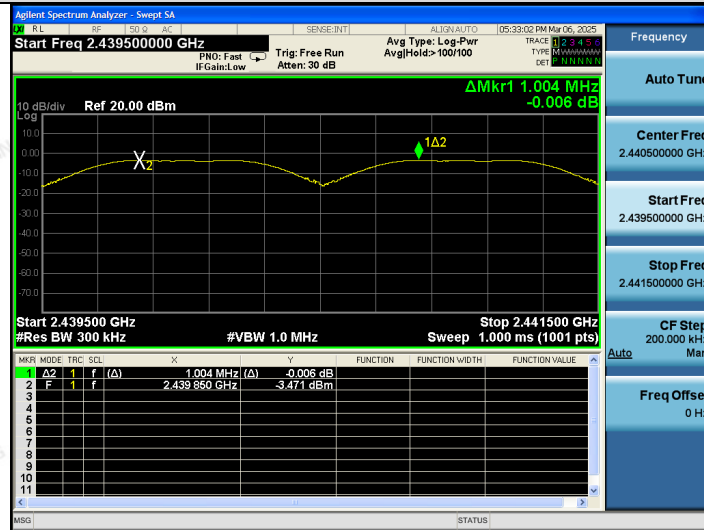 Agilent Spectrum Analyzer - Swept SA
LXI RL RF 50 Ω AC SENSE:INT ALIGNAUTO 05:33:02 PM Mar 06, 2025
Start Freq 2.439500000 GHz
PNO: Fast
IFGain:Low
Trig: Free Run
Atten: 30 dB
Avg Type: Log-Pwr
Avg|Hold:>100/100
TRACE 1 2 3 4 5 6
TYPE M
DET P N N N N N
ΔMkr1 1.004 MHz
-0.006 dB
10 dB/div Ref 20.00 dBm
Log
10.0
0.00
-10.0
-20.0
-30.0
-40.0
-50.0
-60.0
-70.0
X2
1Δ2
Start 2.439500 GHz Stop 2.441500 GHz
#Res BW 300 kHz #VBW 1.0 MHz Sweep 1.000 ms (1001 pts)
MKR MODE TRC SCL X Y FUNCTION FUNCTION WIDTH FUNCTION VALUE
1 Δ2 1 f (Δ) 1.004 MHz (Δ) -0.006 dB
2 F 1 f 2.439 850 GHz -3.471 dBm
3
4
5
6
7
8
9
10
11
MSG STATUS
Frequency
Auto Tune
Center Freq
2.440500000 GHz
Start Freq
2.439500000 GHz
Stop Freq
2.441500000 GHz
CF Step
200.000 kHz
Auto Man
Freq Offset
0 Hz